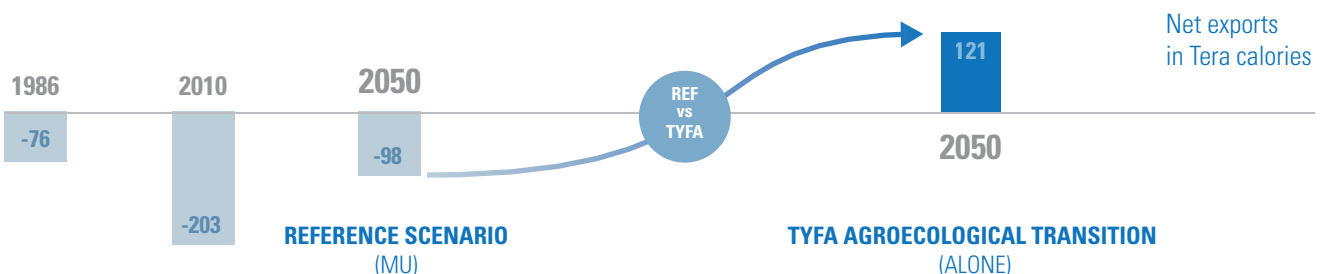 1986
-76
2010
-203
2050
-98
REFERENCE SCENARIO
(MU)
REF
vs
TYFA
121
2050
TYFA AGROECOLOGICAL TRANSITION
(ALONE)
Net exports
in Tera calories